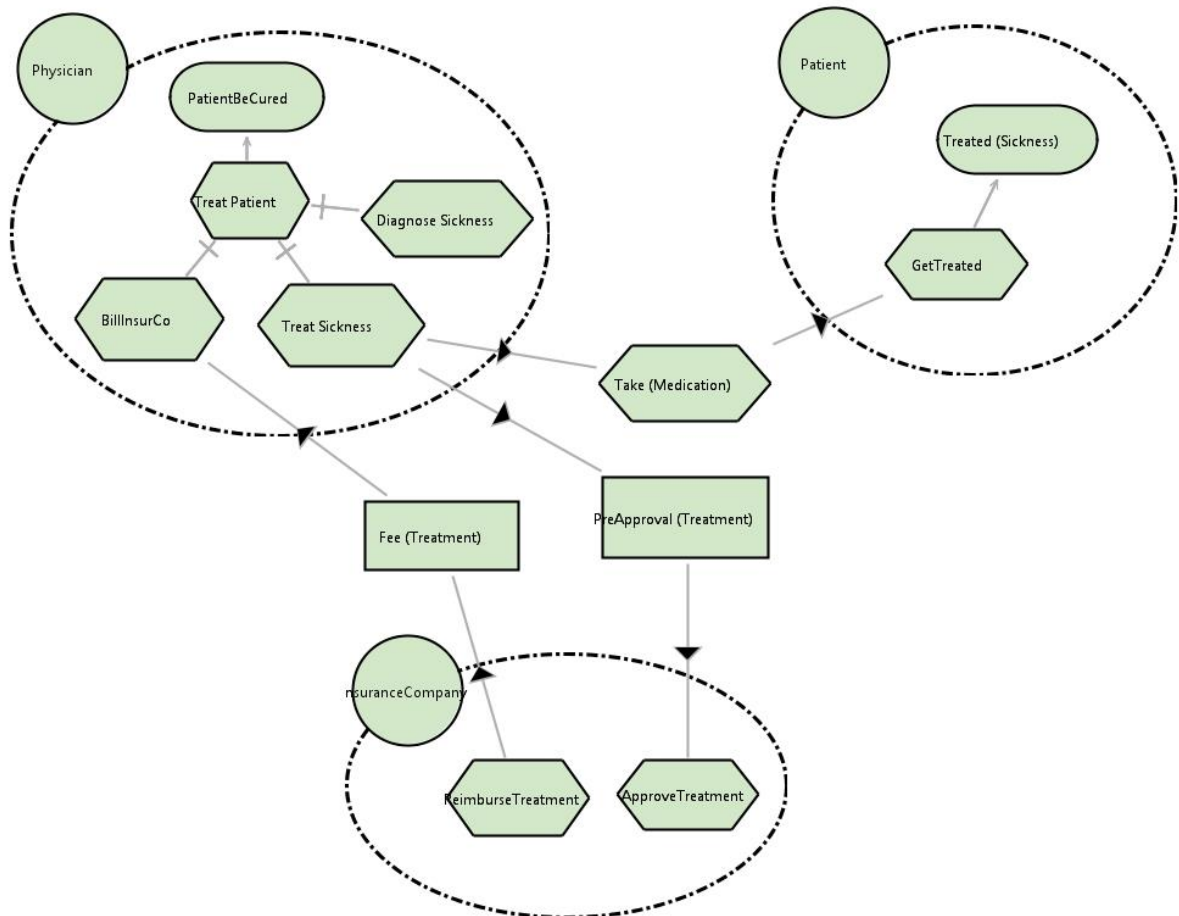 Physician
Patient
PatientBeCured
Treated (Sickness)
Treat Patient
Diagnose Sickness
GetTreated
BillInsurCo
Treat Sickness
Take (Medication)
Fee (Treatment)
PreApproval (Treatment)
nsuranceCompany
ReimburseTreatment
ApproveTreatment